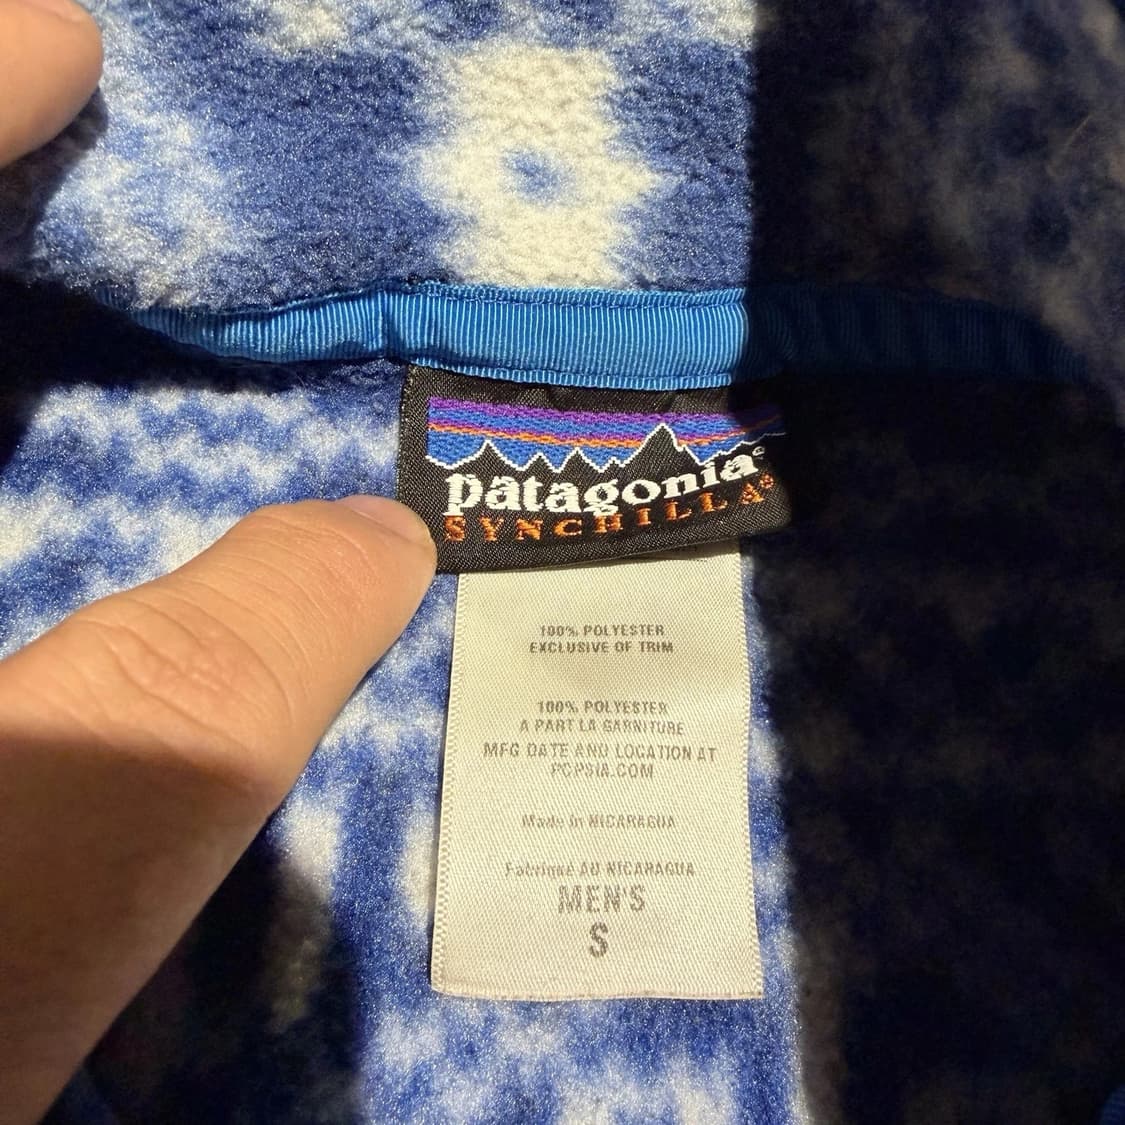 patagonia®
SYNCHILLA®
100% POLYESTER
EXCLUSIVE OF TRIM
100% POLYESTER
A PART LA GARNITURE
MFG DATE AND LOCATION AT
PCPSIA.COM
Made in NICARAGUA
Fabriqué AU NICARAGUA
MEN'S
S